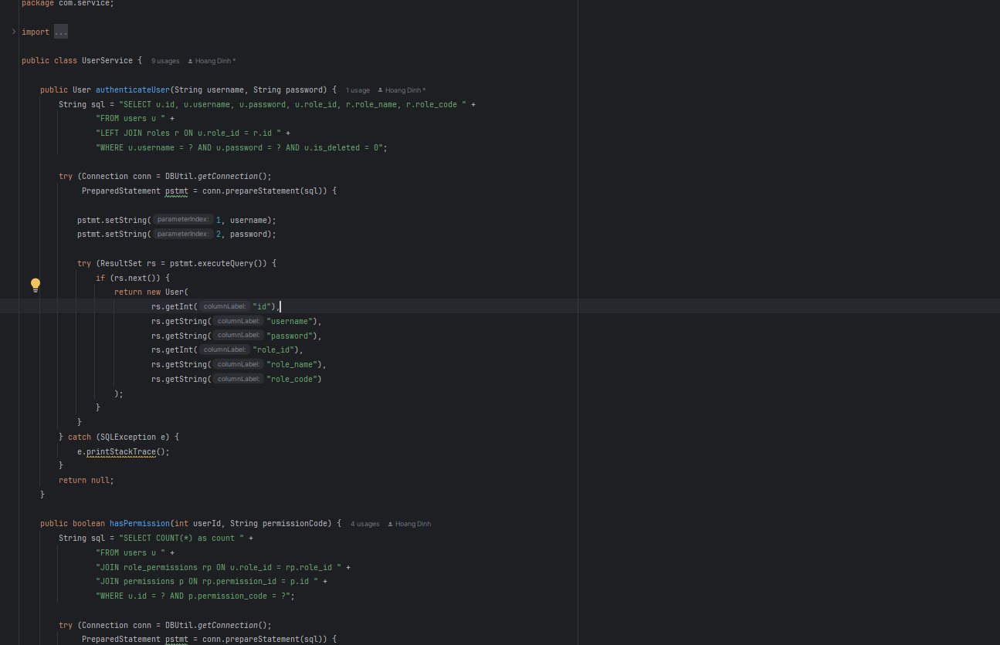 package com.service;
import ...
public class UserService { 9 usages Hoang Dinh *
public User authenticateUser(String username, String password) { 1 usage Hoang Dinh *
String sql = "SELECT u.id, u.username, u.password, u.role_id, r.role_name, r.role_code " +
"FROM users u " +
"LEFT JOIN roles r ON u.role_id = r.id " +
"WHERE u.username = ? AND u.password = ? AND u.is_deleted = 0";
try (Connection conn = DBUtil.getConnection();
PreparedStatement pstmt = conn.prepareStatement(sql)) {
pstmt.setString( parameterIndex: 1, username);
pstmt.setString( parameterIndex: 2, password);
try (ResultSet rs = pstmt.executeQuery()) {
if (rs.next()) {
return new User(
rs.getInt( columnLabel: "id"),
rs.getString( columnLabel: "username"),
rs.getString( columnLabel: "password"),
rs.getInt( columnLabel: "role_id"),
rs.getString( columnLabel: "role_name"),
rs.getString( columnLabel: "role_code")
);
}
}
} catch (SQLException e) {
e.printStackTrace();
}
return null;
}
public boolean hasPermission(int userId, String permissionCode) { 4 usages Hoang Dinh
String sql = "SELECT COUNT(*) as count " +
"FROM users u " +
"JOIN role_permissions rp ON u.role_id = rp.role_id " +
"JOIN permissions p ON rp.permission_id = p.id " +
"WHERE u.id = ? AND p.permission_code = ?";
try (Connection conn = DBUtil.getConnection();
PreparedStatement pstmt = conn.prepareStatement(sql)) {